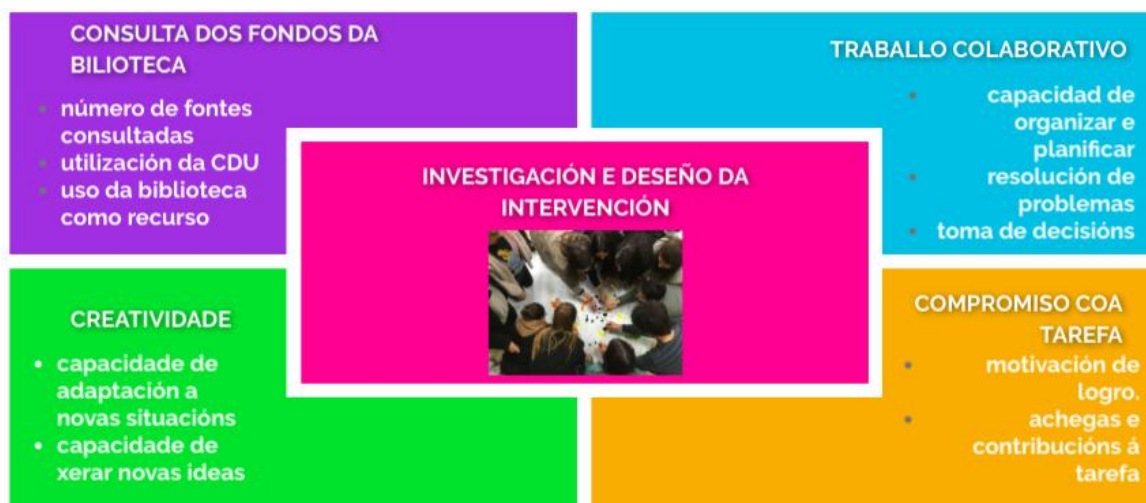 CONSULTA DOS FONDOS DA
BILIOTECA
número de fontes
consultadas
utilización da CDU
uso da biblioteca
como recurso
TRABALLO COLABORATIVO
capacidad de
organizar e
planificar
resolución de
problemas
toma de decisións
INVESTIGACIÓN E DESEÑO DA
INTERVENCIÓN
CREATIVIDADE
capacidade de
adaptación a
novas situacións
capacidade de
xerar novas ideas
COMPROMISO COA
TAREFA
motivación de
logro.
achegas e
contribucións á
tarefa